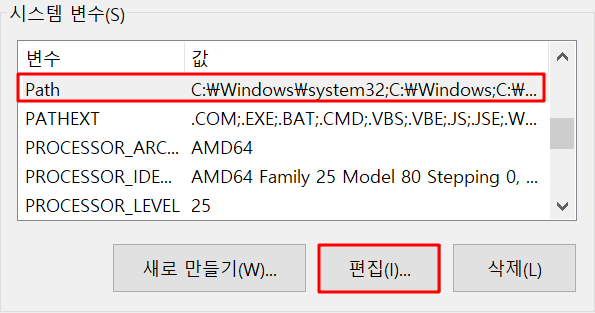 시스템 변수(S)
변수 값
Path C:₩Windows₩system32;C:₩Windows;C:₩...
PATHEXT .COM;.EXE;.BAT;.CMD;.VBS;.VBE;.JS;.JSE;.W...
PROCESSOR_ARC... AMD64
PROCESSOR_IDE... AMD64 Family 25 Model 80 Stepping 0, ...
PROCESSOR_LEVEL 25
새로 만들기(W)... 편집(I)... 삭제(L)